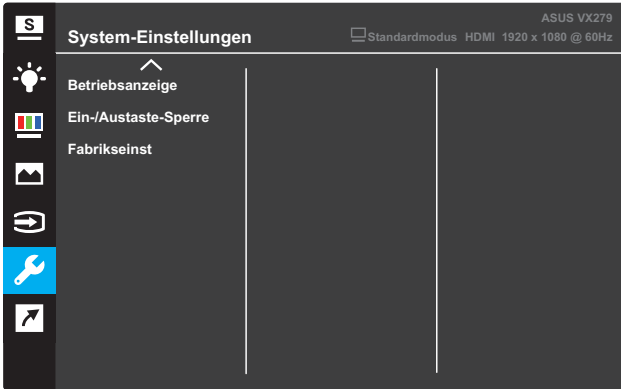 S
ASUS VX279
System-Einstellungen
Standardmodus HDMI 1920 x 1080 @ 60Hz
Betriebsanzeige
Ein-/Austaste-Sperre
Fabrikseinst